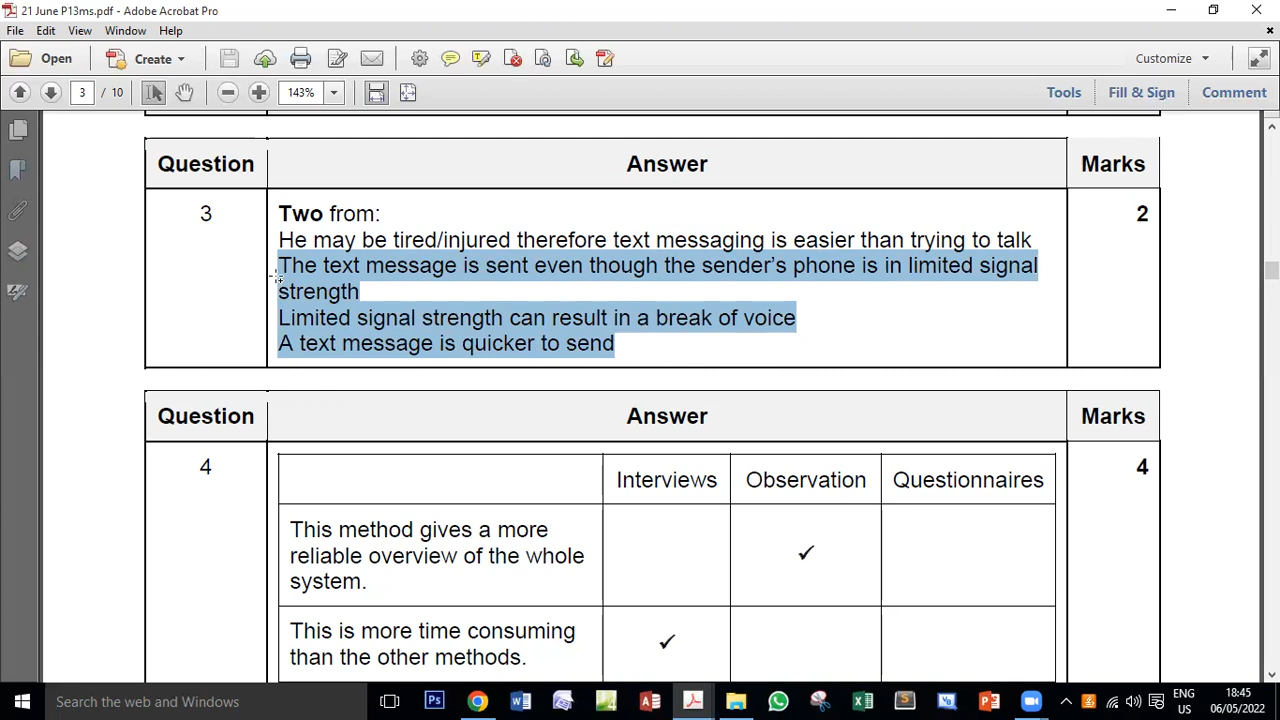 21 June P13ms.pdf - Adobe Acrobat Pro
File Edit View Window Help
Open Create Customize
3 / 10 143% Tools Fill & Sign Comment
Question Answer Marks
3 Two from: 2
He may be tired/injured therefore text messaging is easier than trying to talk
The text message is sent even though the sender's phone is in limited signal
strength
Limited signal strength can result in a break of voice
A text message is quicker to send
Question Answer Marks
4 4
Interviews Observation Questionnaires
This method gives a more
reliable overview of the whole
system.
✓
This is more time consuming
than the other methods.
✓
Search the web and Windows
ENG 18:45
US 06/05/2022